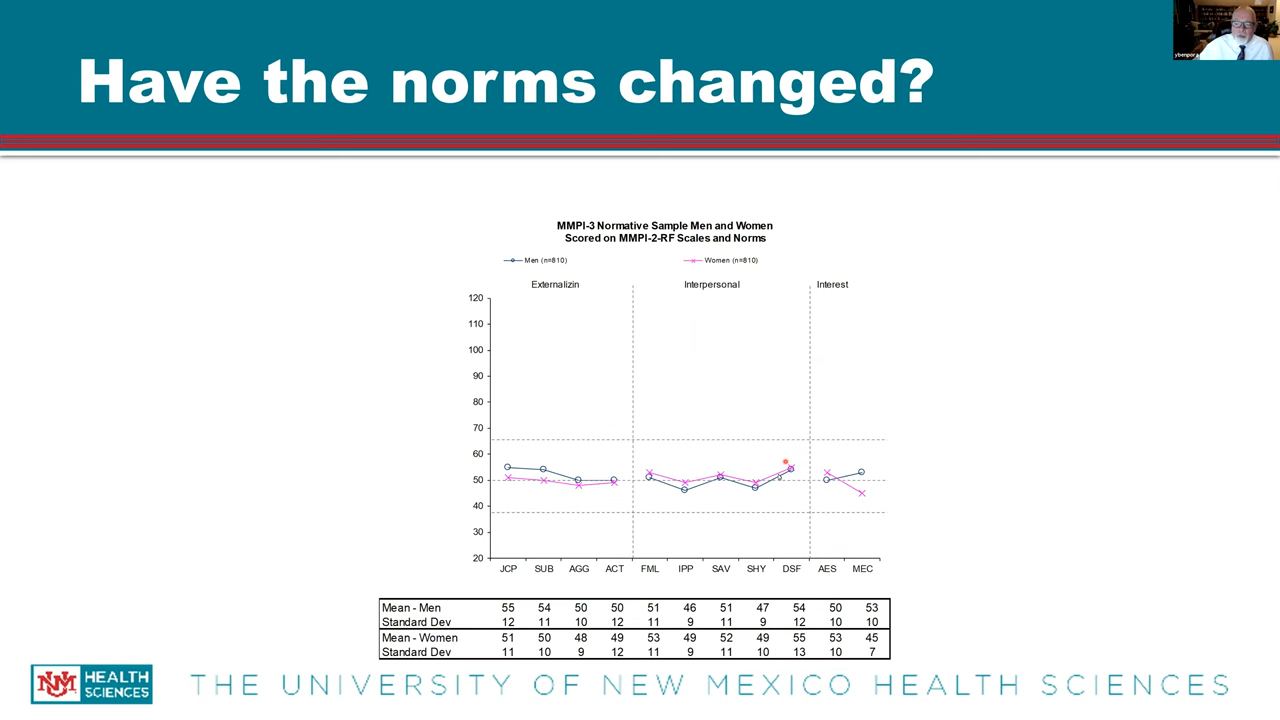 ybenpora
Have the norms changed?
MMPI-3 Normative Sample Men and Women
Scored on MMPI-2-RF Scales and Norms
Men (n=810) Women (n=810)
Externalizin Interpersonal Interest
120
110
100
90
80
70
60
50
40
30
20
JCP SUB AGG ACT FML IPP SAV SHY DSF AES MEC
Mean - Men 55 54 50 50 51 46 51 47 54 50 53
Standard Dev 12 11 10 12 11 9 11 9 12 10 10
Mean - Women 51 50 48 49 53 49 52 49 55 53 45
Standard Dev 11 10 9 12 11 9 11 10 13 10 7
UNM HEALTH
SCIENCES
THE UNIVERSITY OF NEW MEXICO HEALTH SCIENCES